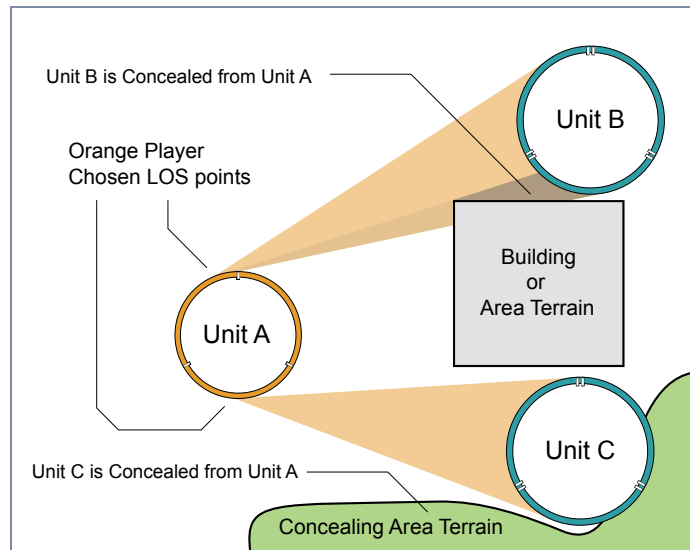 Unit B is Concealed from Unit A
Unit B
Orange Player
Chosen LOS points
Building
or
Area Terrain
Unit A
Unit C
Unit C is Concealed from Unit A
Concealing Area Terrain